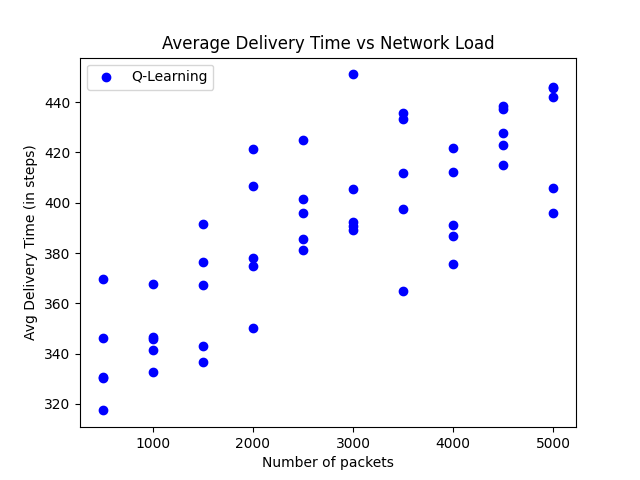 Average Delivery Time vs Network Load
Q-Learning
Avg Delivery Time (in steps)
440
420
400
380
360
340
320
1000 2000 3000 4000 5000
Number of packets